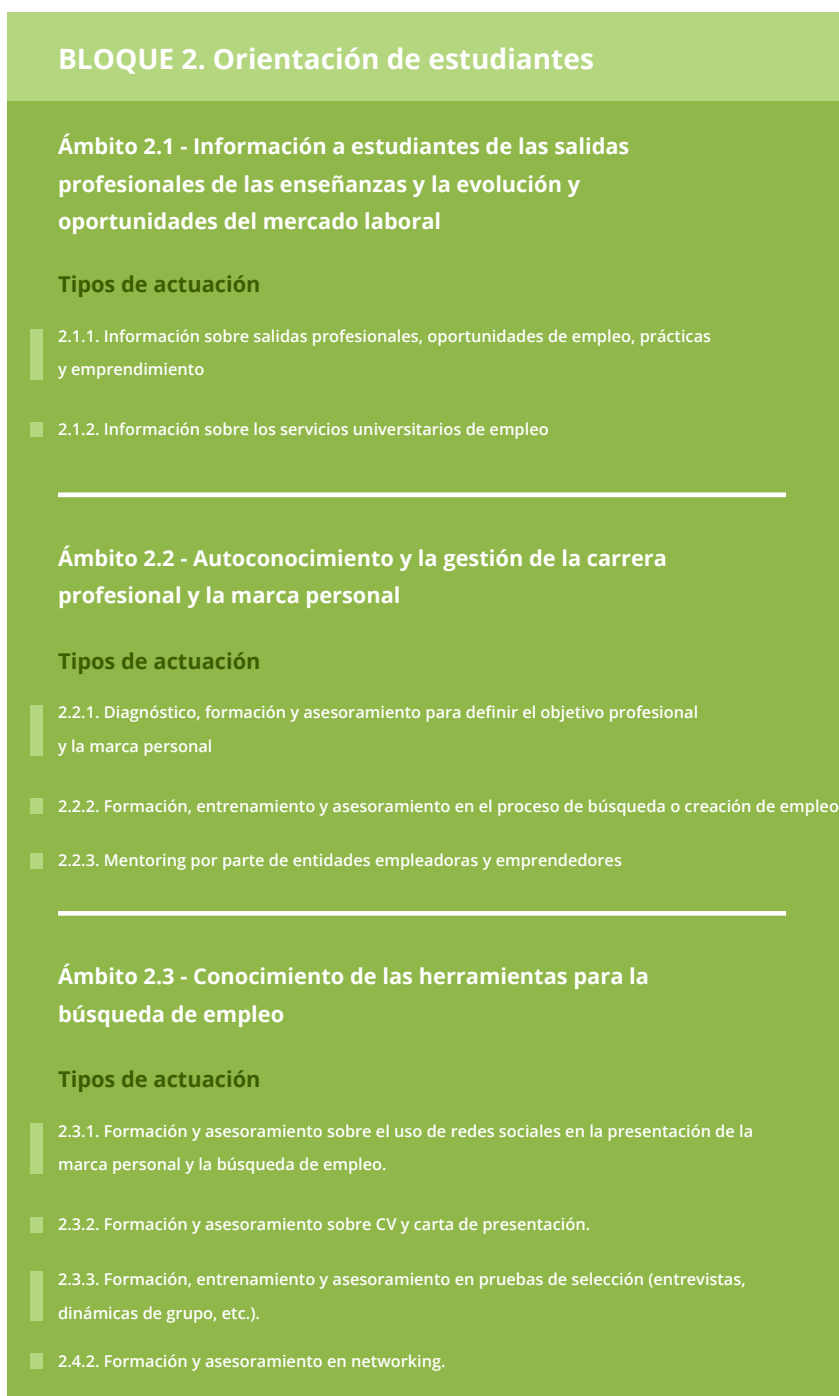 BLOQUE 2. Orientación de estudiantes
Ámbito 2.1 - Información a estudiantes de las salidas
profesionales de las enseñanzas y la evolución y
oportunidades del mercado laboral
Tipos de actuación
2.1.1. Información sobre salidas profesionales, oportunidades de empleo, prácticas
y emprendimiento
2.1.2. Información sobre los servicios universitarios de empleo
Ámbito 2.2 - Autoconocimiento y la gestión de la carrera
profesional y la marca personal
Tipos de actuación
2.2.1. Diagnóstico, formación y asesoramiento para definir el objetivo profesional
y la marca personal
2.2.2. Formación, entrenamiento y asesoramiento en el proceso de búsqueda o creación de empleo
2.2.3. Mentoring por parte de entidades empleadoras y emprendedores
Ámbito 2.3 - Conocimiento de las herramientas para la
búsqueda de empleo
Tipos de actuación
2.3.1. Formación y asesoramiento sobre el uso de redes sociales en la presentación de la
marca personal y la búsqueda de empleo.
2.3.2. Formación y asesoramiento sobre CV y carta de presentación.
2.3.3. Formación, entrenamiento y asesoramiento en pruebas de selección (entrevistas,
dinámicas de grupo, etc.).
2.4.2. Formación y asesoramiento en networking.